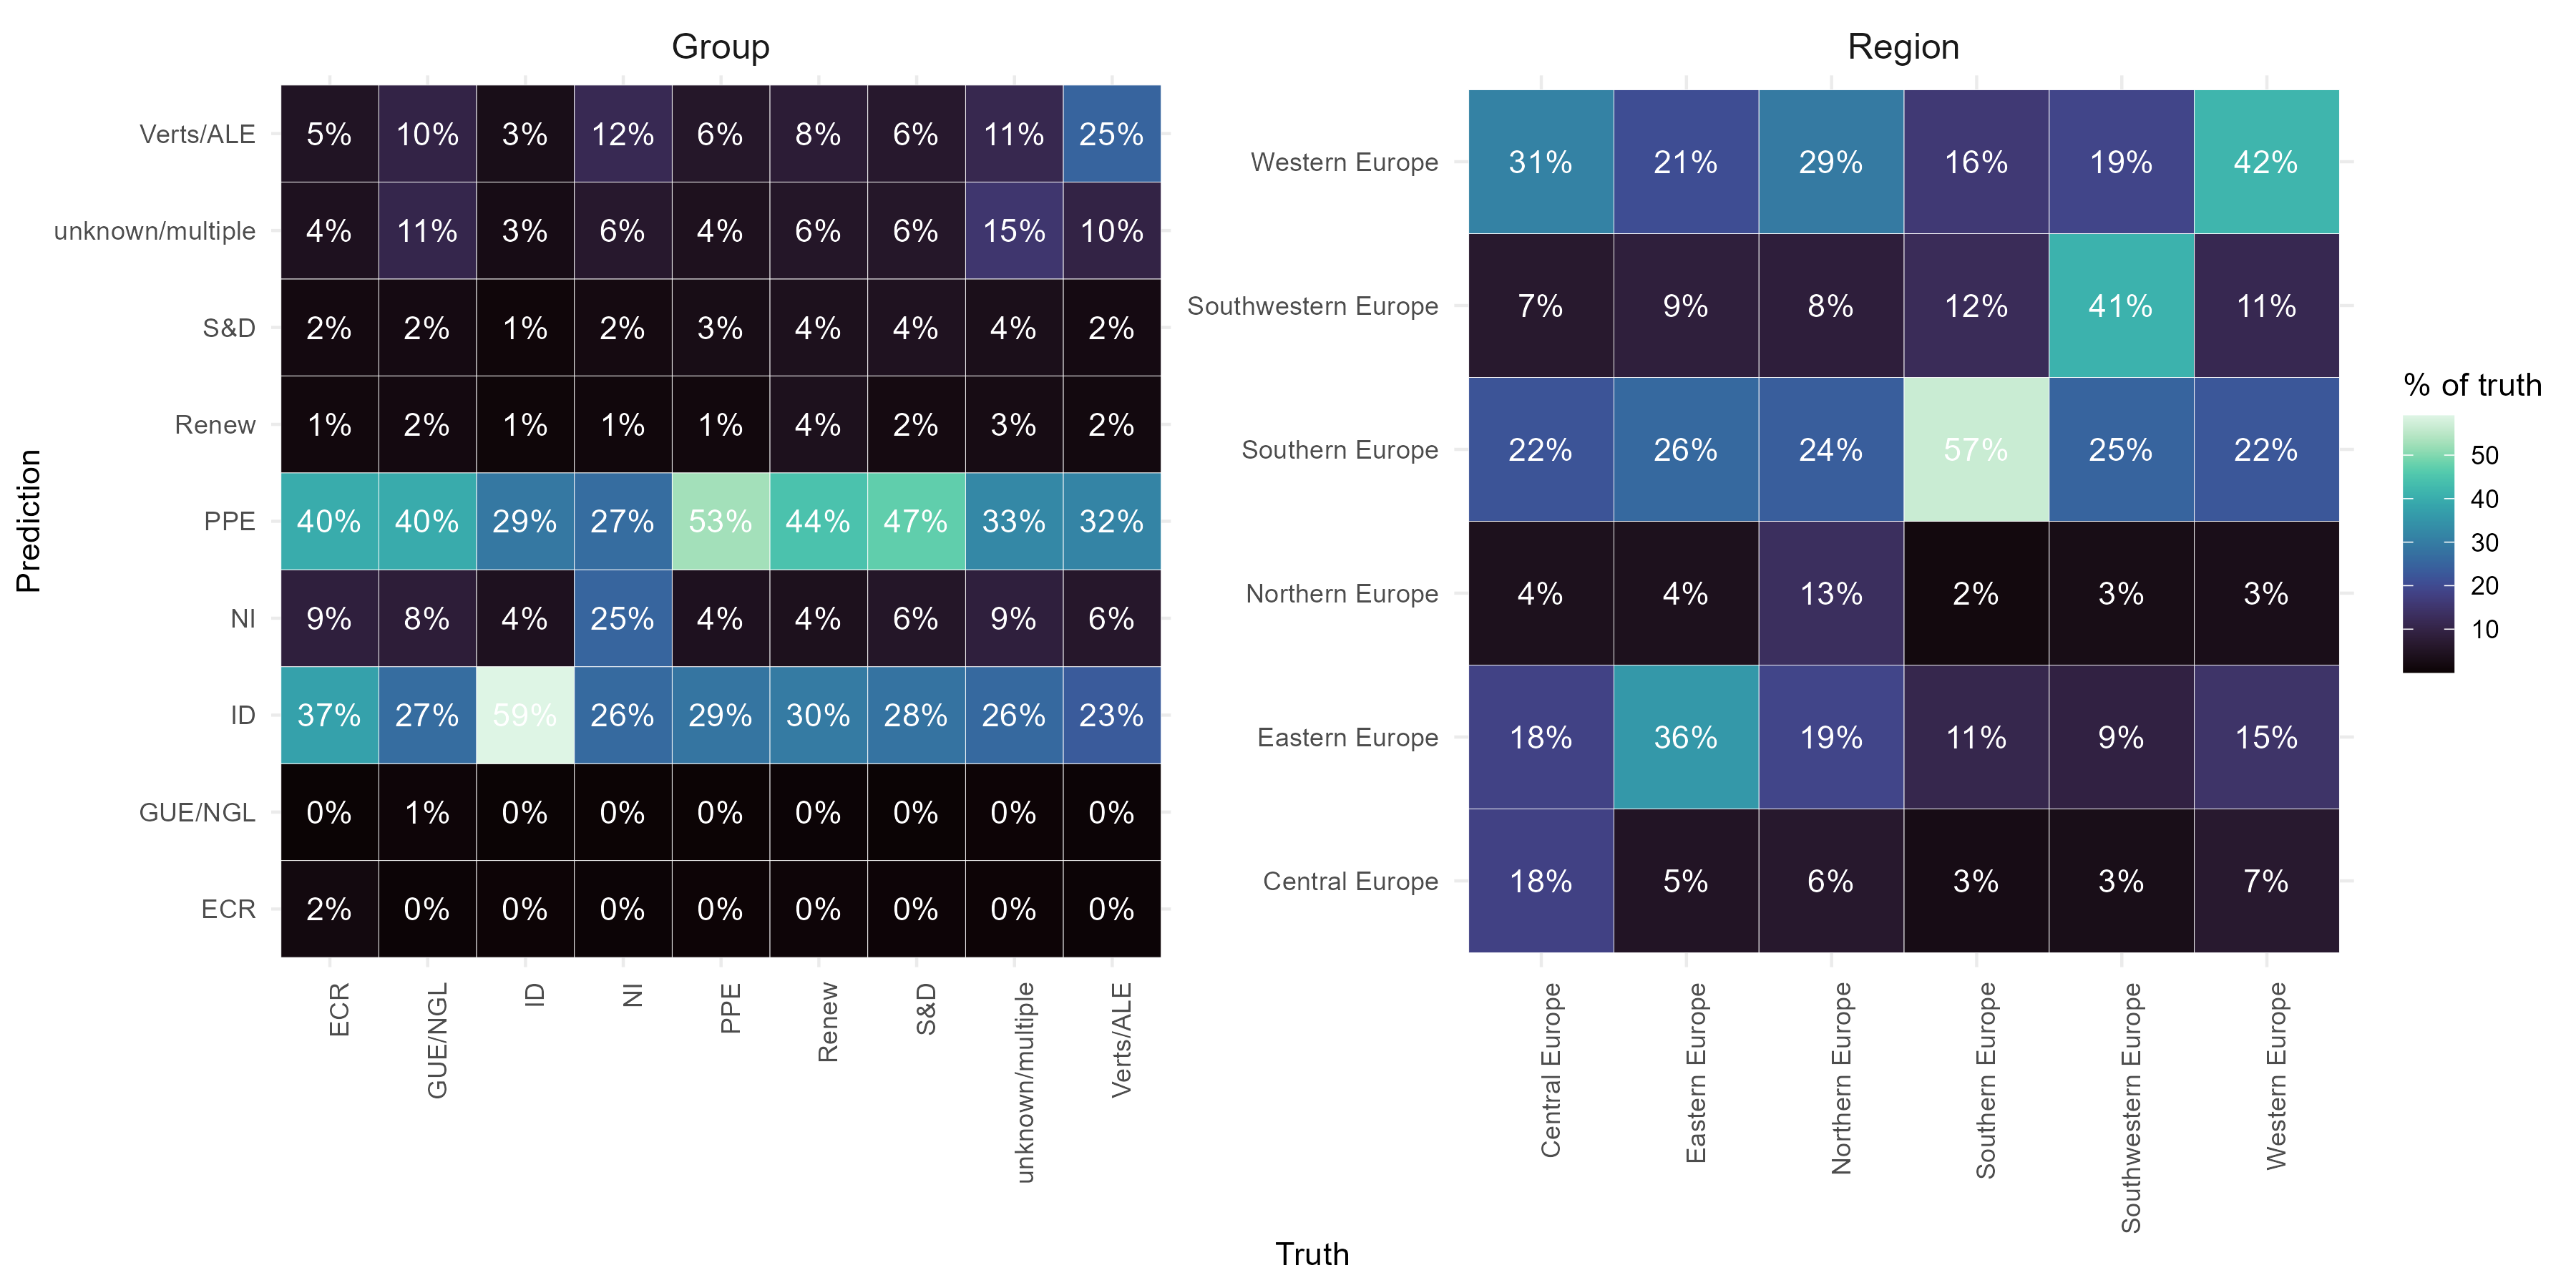 Group
Verts/ALE 5% 10% 3% 12% 6% 8% 6% 11% 25%
unknown/multiple 4% 11% 3% 6% 4% 6% 6% 15% 10%
S&D 2% 2% 1% 2% 3% 4% 4% 4% 2%
Renew 1% 2% 1% 1% 1% 4% 2% 3% 2%
PPE 40% 40% 29% 27% 53% 44% 47% 33% 32%
NI 9% 8% 4% 25% 4% 4% 6% 9% 6%
ID 37% 27% 59% 26% 29% 30% 28% 26% 23%
GUE/NGL 0% 1% 0% 0% 0% 0% 0% 0% 0%
ECR 2% 0% 0% 0% 0% 0% 0% 0% 0%
ECR
GUE/NGL
ID
NI
PPE
Renew
S&D
unknown/multiple
Verts/ALE
Prediction
Region
Western Europe 31% 21% 29% 16% 19% 42%
Southwestern Europe 7% 9% 8% 12% 41% 11%
Southern Europe 22% 26% 24% 57% 25% 22%
Northern Europe 4% 4% 13% 2% 3% 3%
Eastern Europe 18% 36% 19% 11% 9% 15%
Central Europe 18% 5% 6% 3% 3% 7%
Central Europe
Eastern Europe
Northern Europe
Southern Europe
Southwestern Europe
Western Europe
Truth
% of truth
50
40
30
20
10